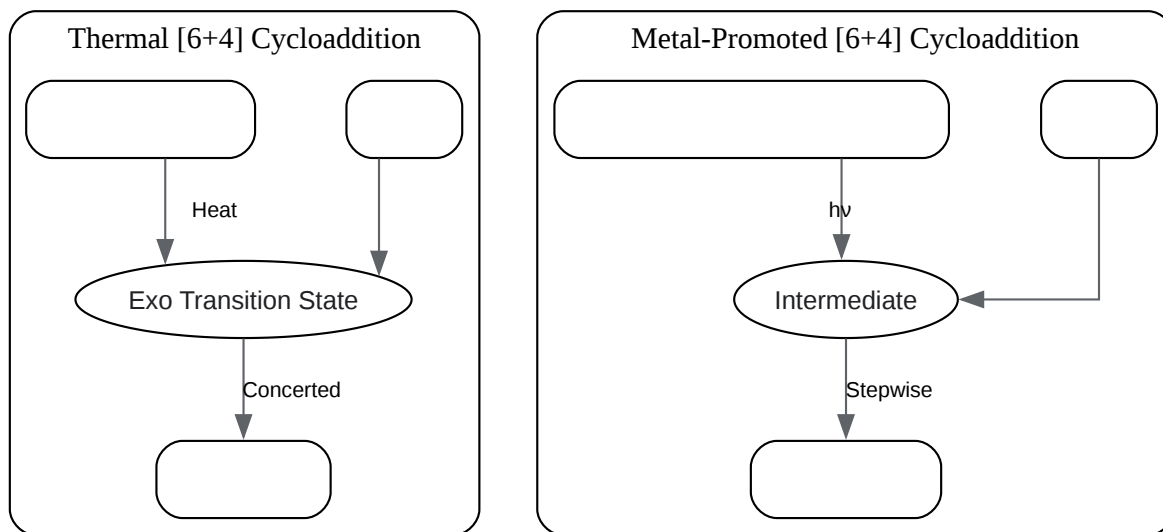 Thermal [6+4] Cycloaddition
Heat
Exo Transition State
Concerted
Metal-Promoted [6+4] Cycloaddition
hν
Intermediate
Stepwise